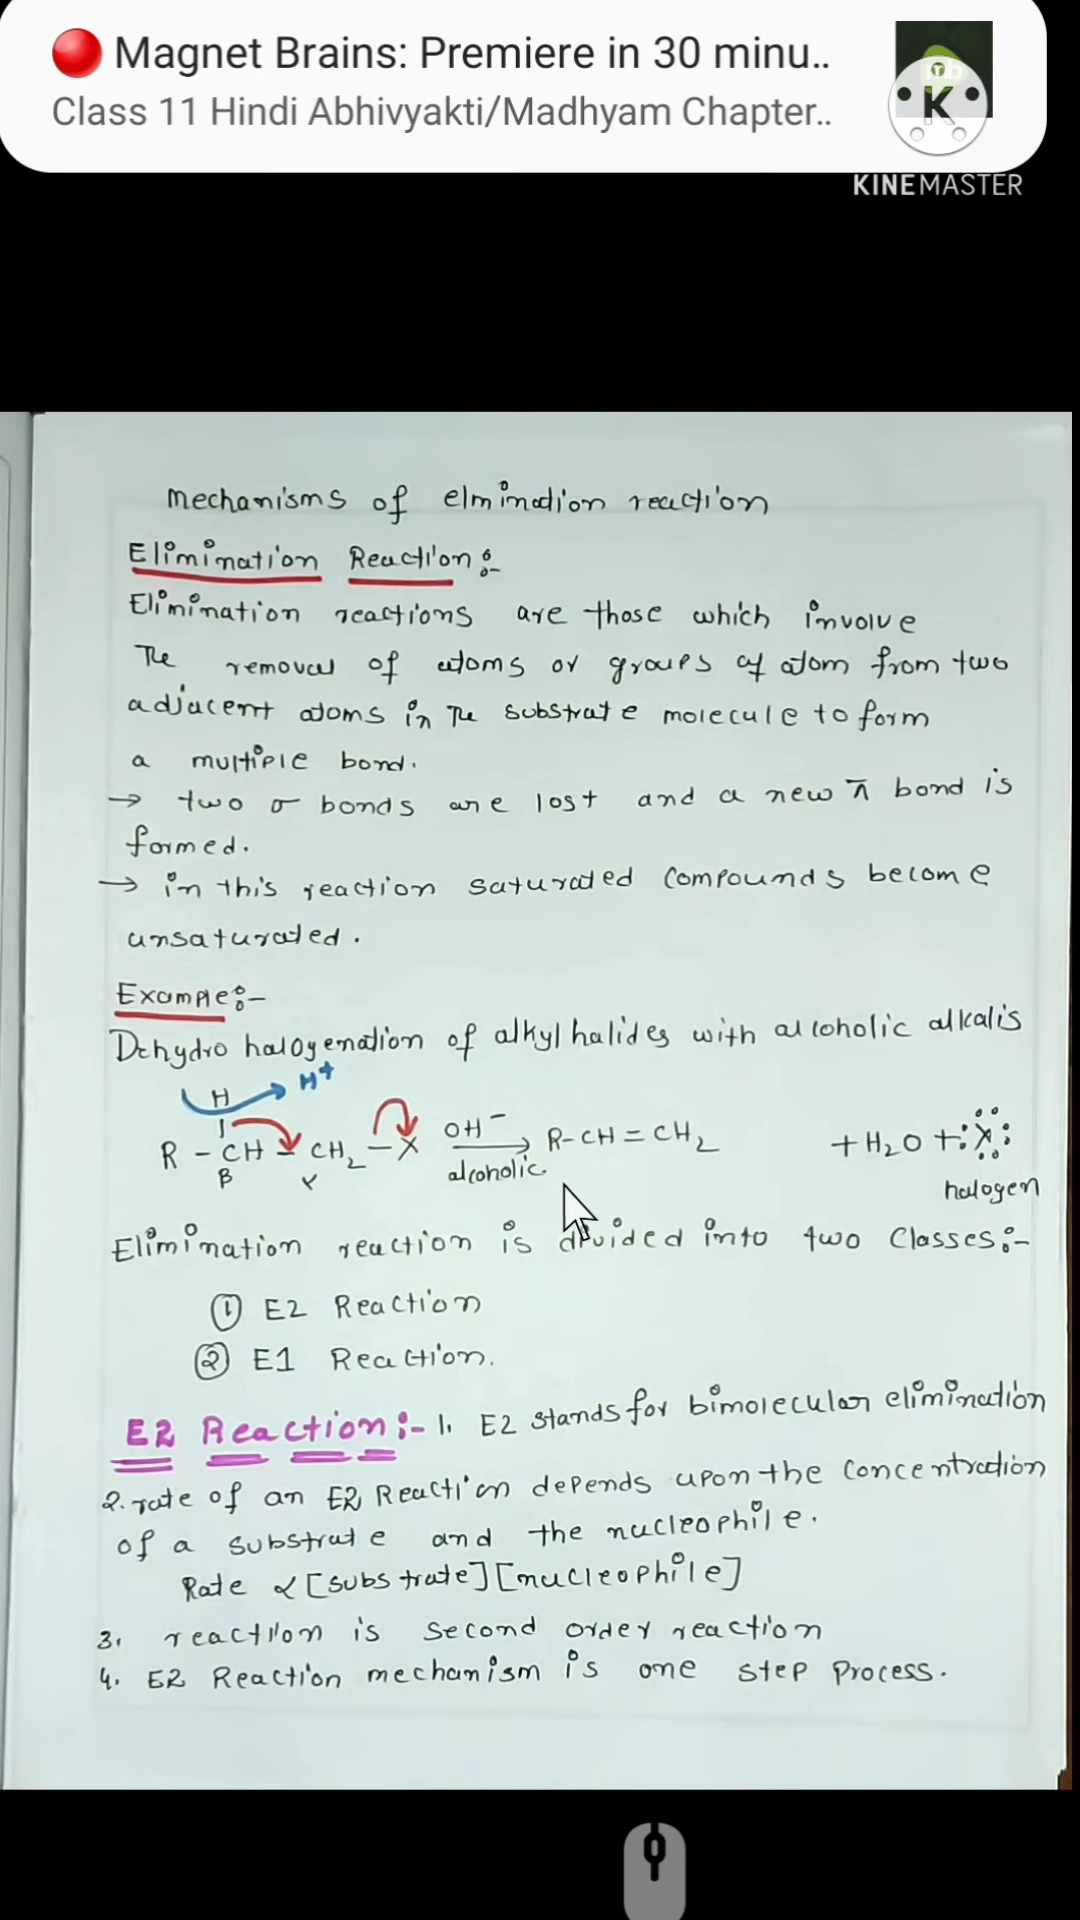 🔴 Magnet Brains: Premiere in 30 minu..
Class 11 Hindi Abhivyakti/Madhyam Chapter..
K
KINEMASTER
Mechanisms of elmination reaction
Elimination Reaction :-
Elimination reactions are those which involve
The removal of atoms or groups of atom from two
adjacent atoms in The substrate molecule to form
a multiple bond.
→ two σ bonds are lost and a new π bond is
formed.
→ in this reaction saturated compounds become
unsaturated.
Example:-
Dehydro halogenation of alkyl halides with alcoholic alkalis
H H+
R - CH - CH2 - X OH- → R-CH=CH2 + H2O + :X:
β α alcoholic. halogen
Elimination reaction is divided into two Classes:-
① E2 Reaction
② E1 Reaction.
E2 Reaction:- 1. E2 stands for bimolecular elimination
2. rate of an E2 Reaction depends upon the concentration
of a substrate and the nucleophile.
Rate α [substrate][nucleophile]
3. reaction is second order reaction
4. E2 Reaction mechanism is one step process.